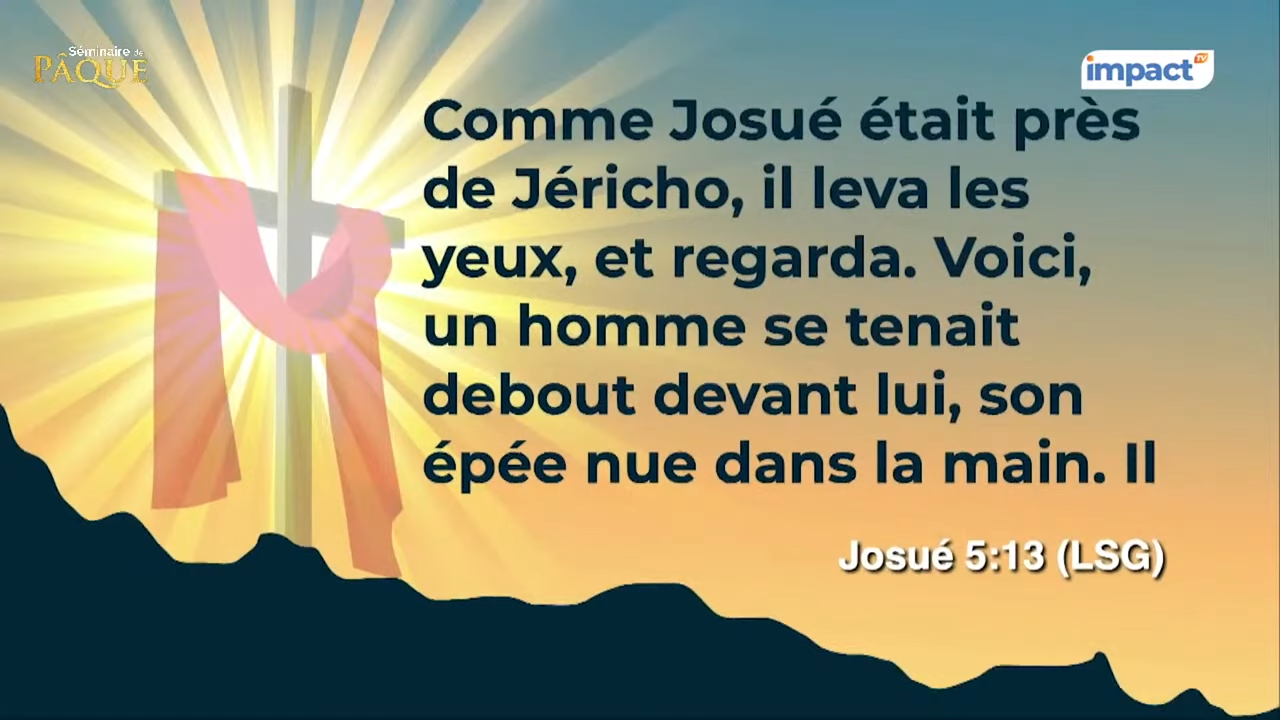 Séminaire de
PÂQUE
impact TV
Comme Josué était près
de Jéricho, il leva les
yeux, et regarda. Voici,
un homme se tenait
debout devant lui, son
épée nue dans la main. Il
Josué 5:13 (LSG)